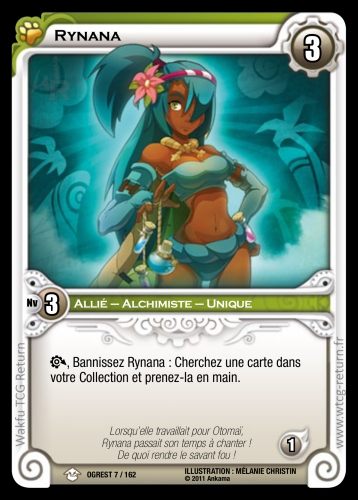 RYNANA
3
Nv 3 ALLIÉ – ALCHIMISTE – UNIQUE
, Bannissez Rynana : Cherchez une carte dans
votre Collection et prenez-la en main.
Lorsqu'elle travaillait pour Otomaï,
Rynana passait son temps à chanter !
De quoi rendre le savant fou !
1
OGREST 7 / 162
ILLUSTRATION : MÉLANIE CHRISTIN
© 2011 Ankama
Wakfu TCG Return
www.wtcg-return.fr